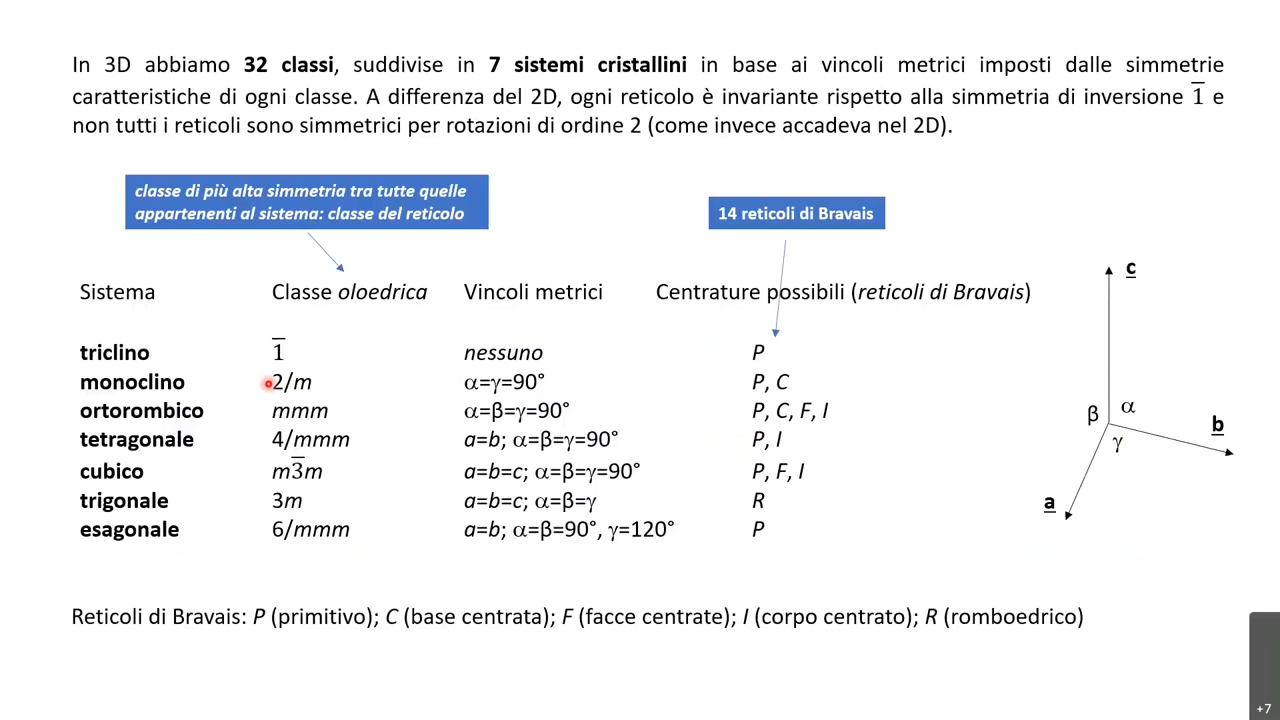 In 3D abbiamo 32 classi, suddivise in 7 sistemi cristallini in base ai vincoli metrici imposti dalle simmetrie
caratteristiche di ogni classe. A differenza del 2D, ogni reticolo è invariante rispetto alla simmetria di inversione 1̅ e
non tutti i reticoli sono simmetrici per rotazioni di ordine 2 (come invece accadeva nel 2D).
classe di più alta simmetria tra tutte quelle
appartenenti al sistema: classe del reticolo
14 reticoli di Bravais
Sistema Classe oloedrica Vincoli metrici Centrature possibili (reticoli di Bravais)
triclino 1̅ nessuno P
monoclino 2/m α=γ=90° P, C
ortorombico mmm α=β=γ=90° P, C, F, I
tetragonale 4/mmm a=b; α=β=γ=90° P, I
cubico m3̅m a=b=c; α=β=γ=90° P, F, I
trigonale 3m a=b=c; α=β=γ R
esagonale 6/mmm a=b; α=β=90°, γ=120° P
c
β α
γ
b
a
Reticoli di Bravais: P (primitivo); C (base centrata); F (facce centrate); I (corpo centrato); R (romboedrico)
+7